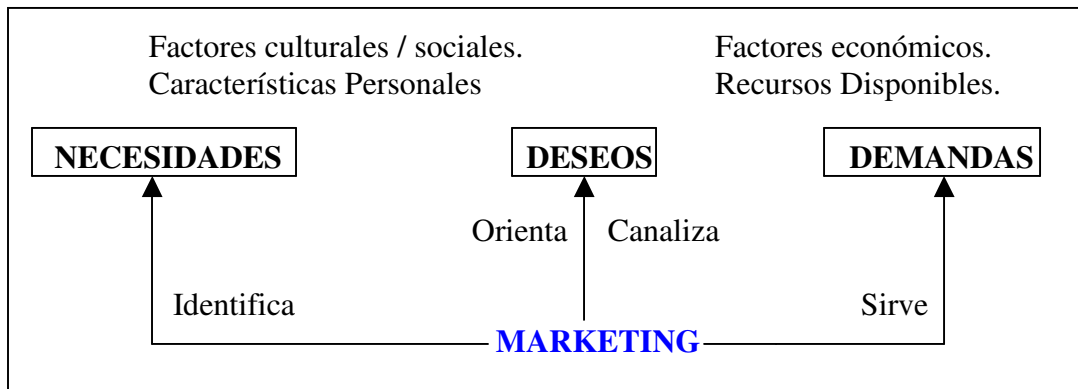 Factores culturales / sociales.
Características Personales
Factores económicos.
Recursos Disponibles.
NECESIDADES
DESEOS
DEMANDAS
Orienta
Canaliza
Identifica
Sirve
MARKETING